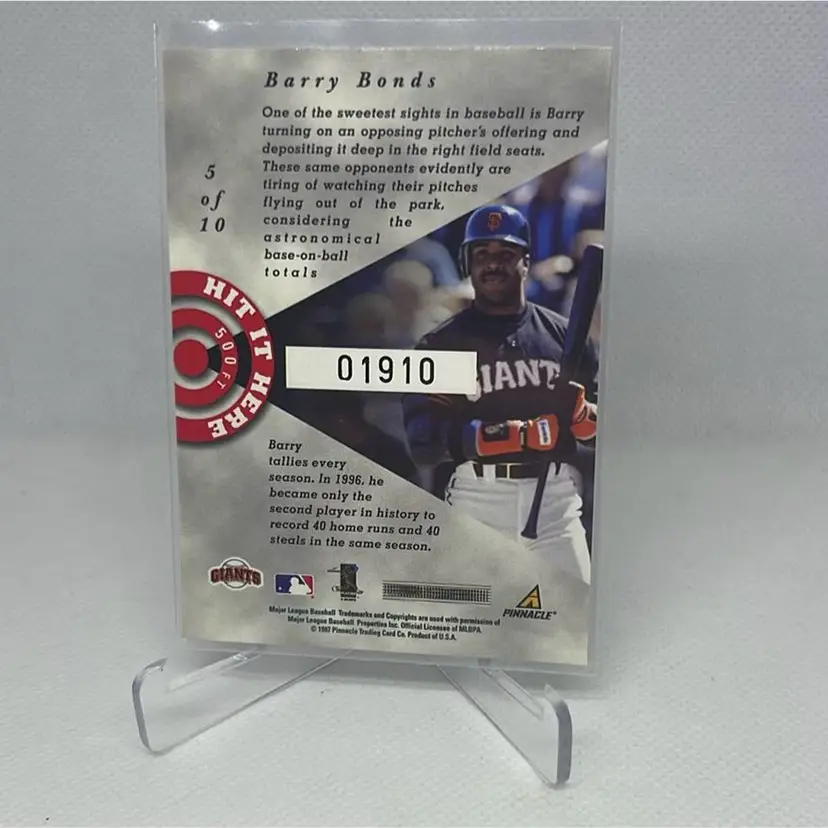 Barry Bonds
One of the sweetest sights in baseball is Barry
turning on an opposing pitcher's offering and
depositing it deep in the right field seats.
These same opponents evidently are
tiring of watching their pitches
flying out of the park,
considering the
astronomical
base-on-ball
totals
5
of
10
HIT IT HERE
500 FT
01910
GIANTS
Barry
tallies every
season. In 1996, he
became only the
second player in history to
record 40 home runs and 40
steals in the same season.
GIANTS
PINNACLE
Major League Baseball Trademarks and Copyrights are used with permission of
Major League Baseball Properties Inc. Official Licensee of MLBPA
© 1997 Pinnacle Trading Card Co. Product of U.S.A.